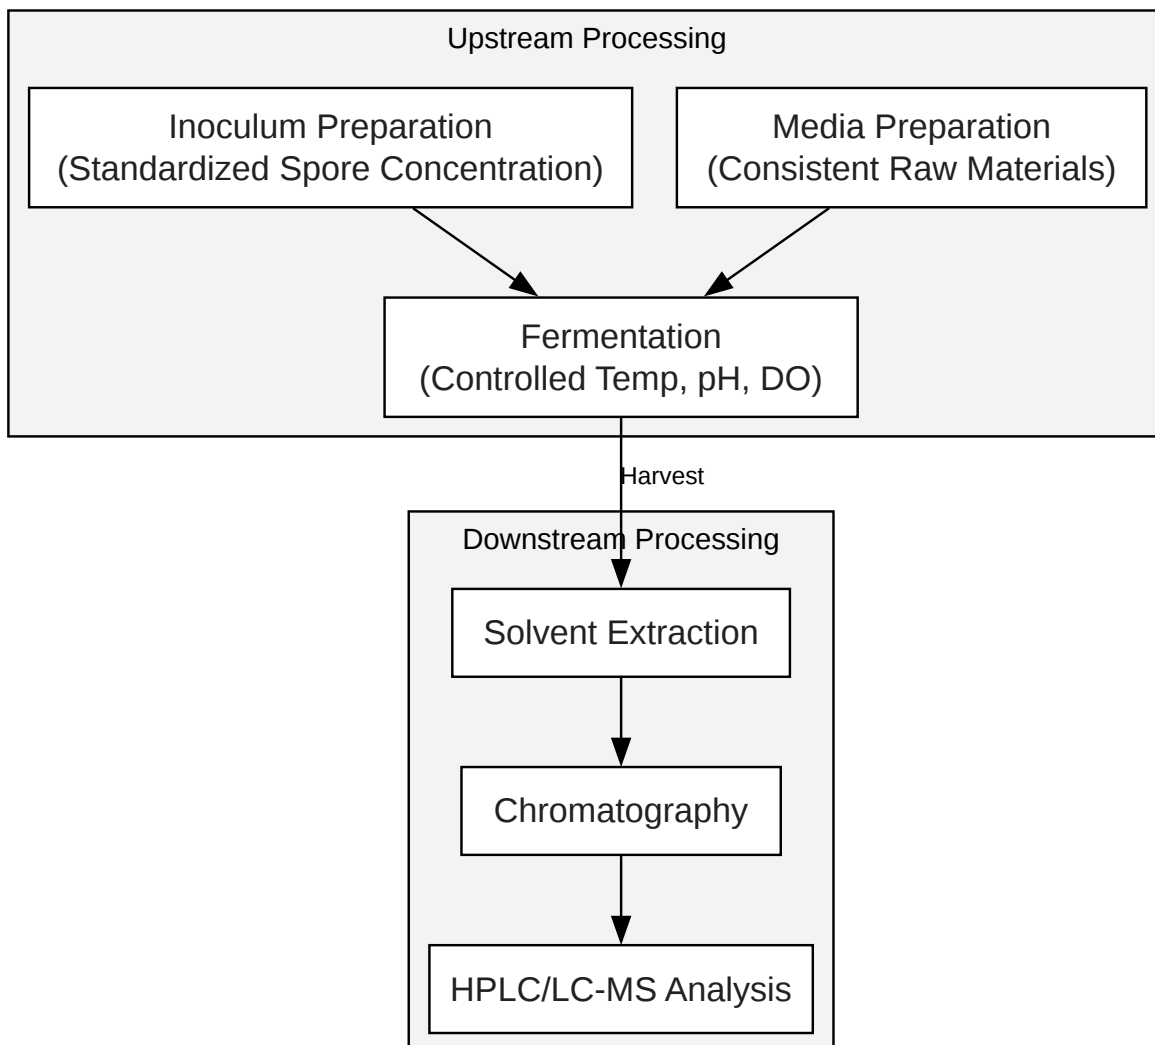 Upstream Processing
Inoculum Preparation
(Standardized Spore Concentration)
Media Preparation
(Consistent Raw Materials)
Fermentation
(Controlled Temp, pH, DO)
Harvest
Downstream Processing
Solvent Extraction
Chromatography
HPLC/LC-MS Analysis